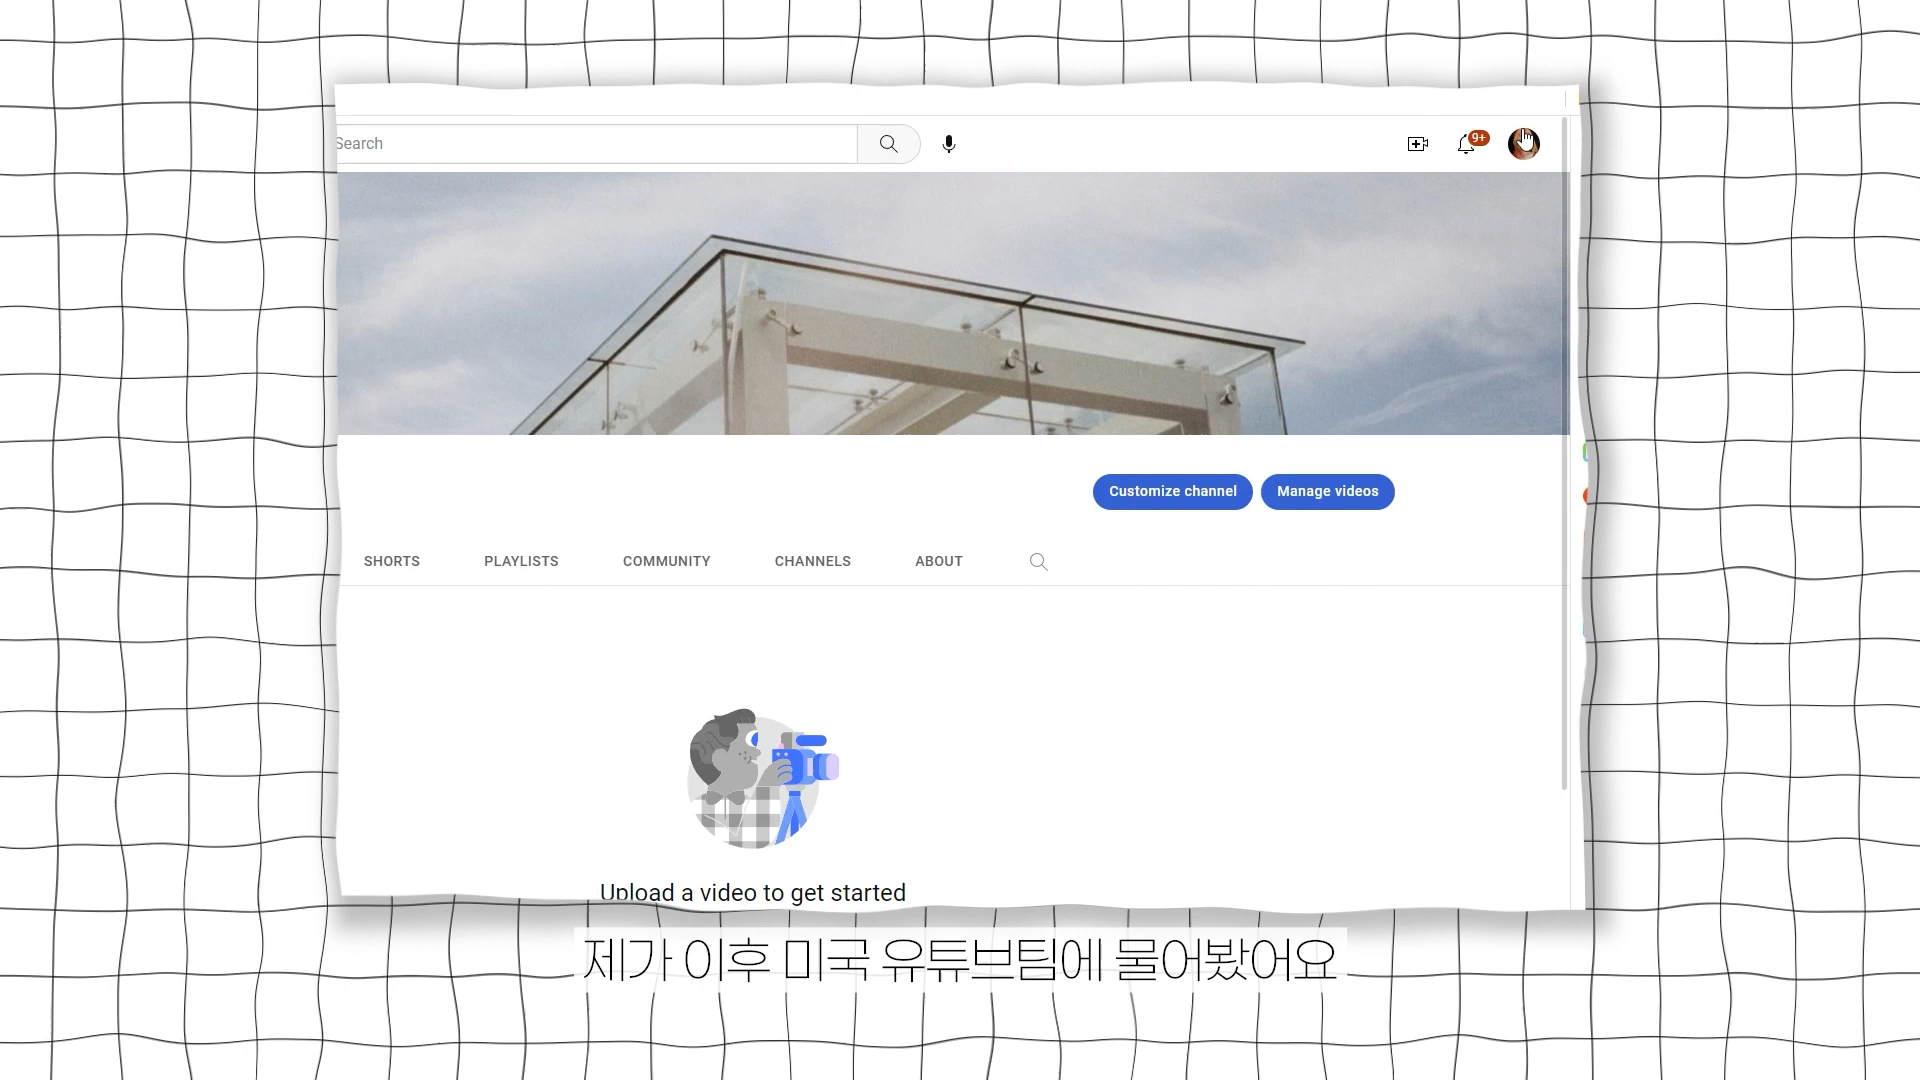 Search
9+
Customize channel
Manage videos
SHORTS
PLAYLISTS
COMMUNITY
CHANNELS
ABOUT
Upload a video to get started
제가 이후 미국 유튜브팀에 물어봤어요